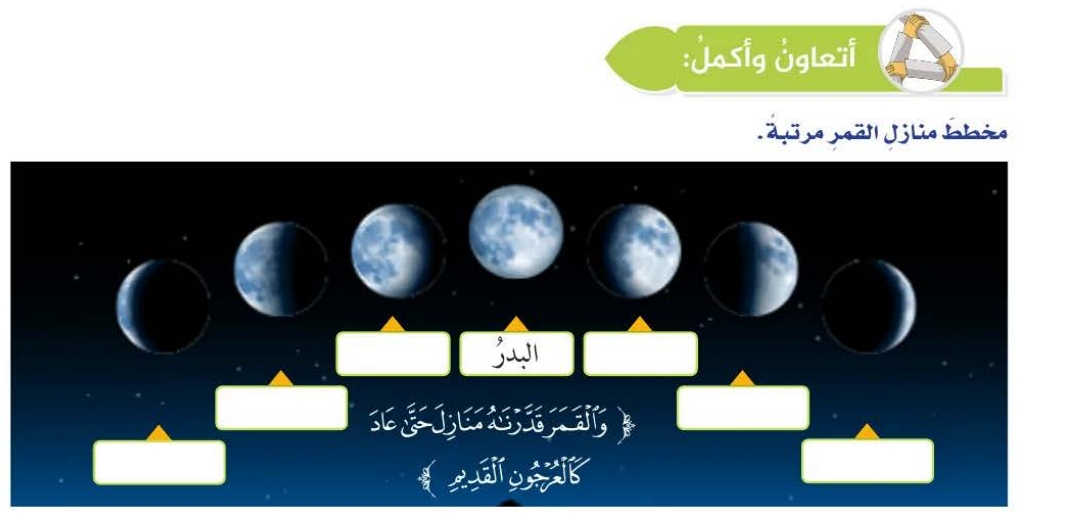 أتعاونُ وأكملُ:
مخططَ منازلِ القمرِ مرتبةً.
البدرُ
﴿ وَٱلْقَمَرَ قَدَّرْنَٰهُ مَنَازِلَ حَتَّىٰ عَادَ
كَٱلْعُرْجُونِ ٱلْقَدِيمِ ﴾